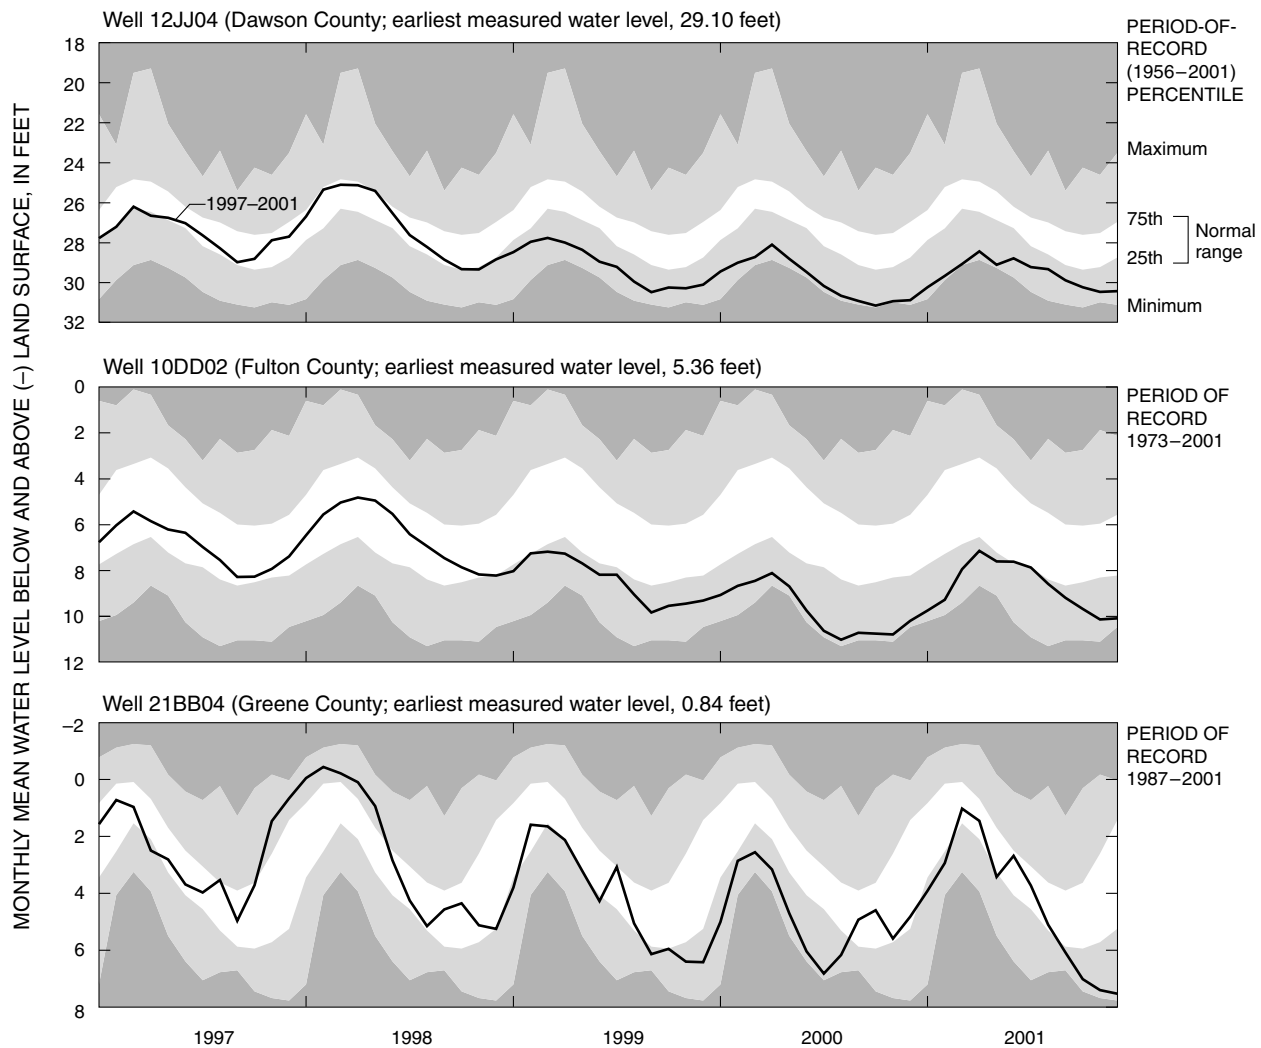 Well 12JJ04 (Dawson County; earliest measured water level, 29.10 feet)
18
20
22
24
26
28
30
32
1997–2001
PERIOD-OF-
RECORD
(1956–2001)
PERCENTILE
Maximum
75th
25th
Normal
range
Minimum
Well 10DD02 (Fulton County; earliest measured water level, 5.36 feet)
0
2
4
6
8
10
12
PERIOD OF
RECORD
1973–2001
Well 21BB04 (Greene County; earliest measured water level, 0.84 feet)
–2
0
2
4
6
8
PERIOD OF
RECORD
1987–2001
1997
1998
1999
2000
2001
MONTHLY MEAN WATER LEVEL BELOW AND ABOVE (–) LAND SURFACE, IN FEET